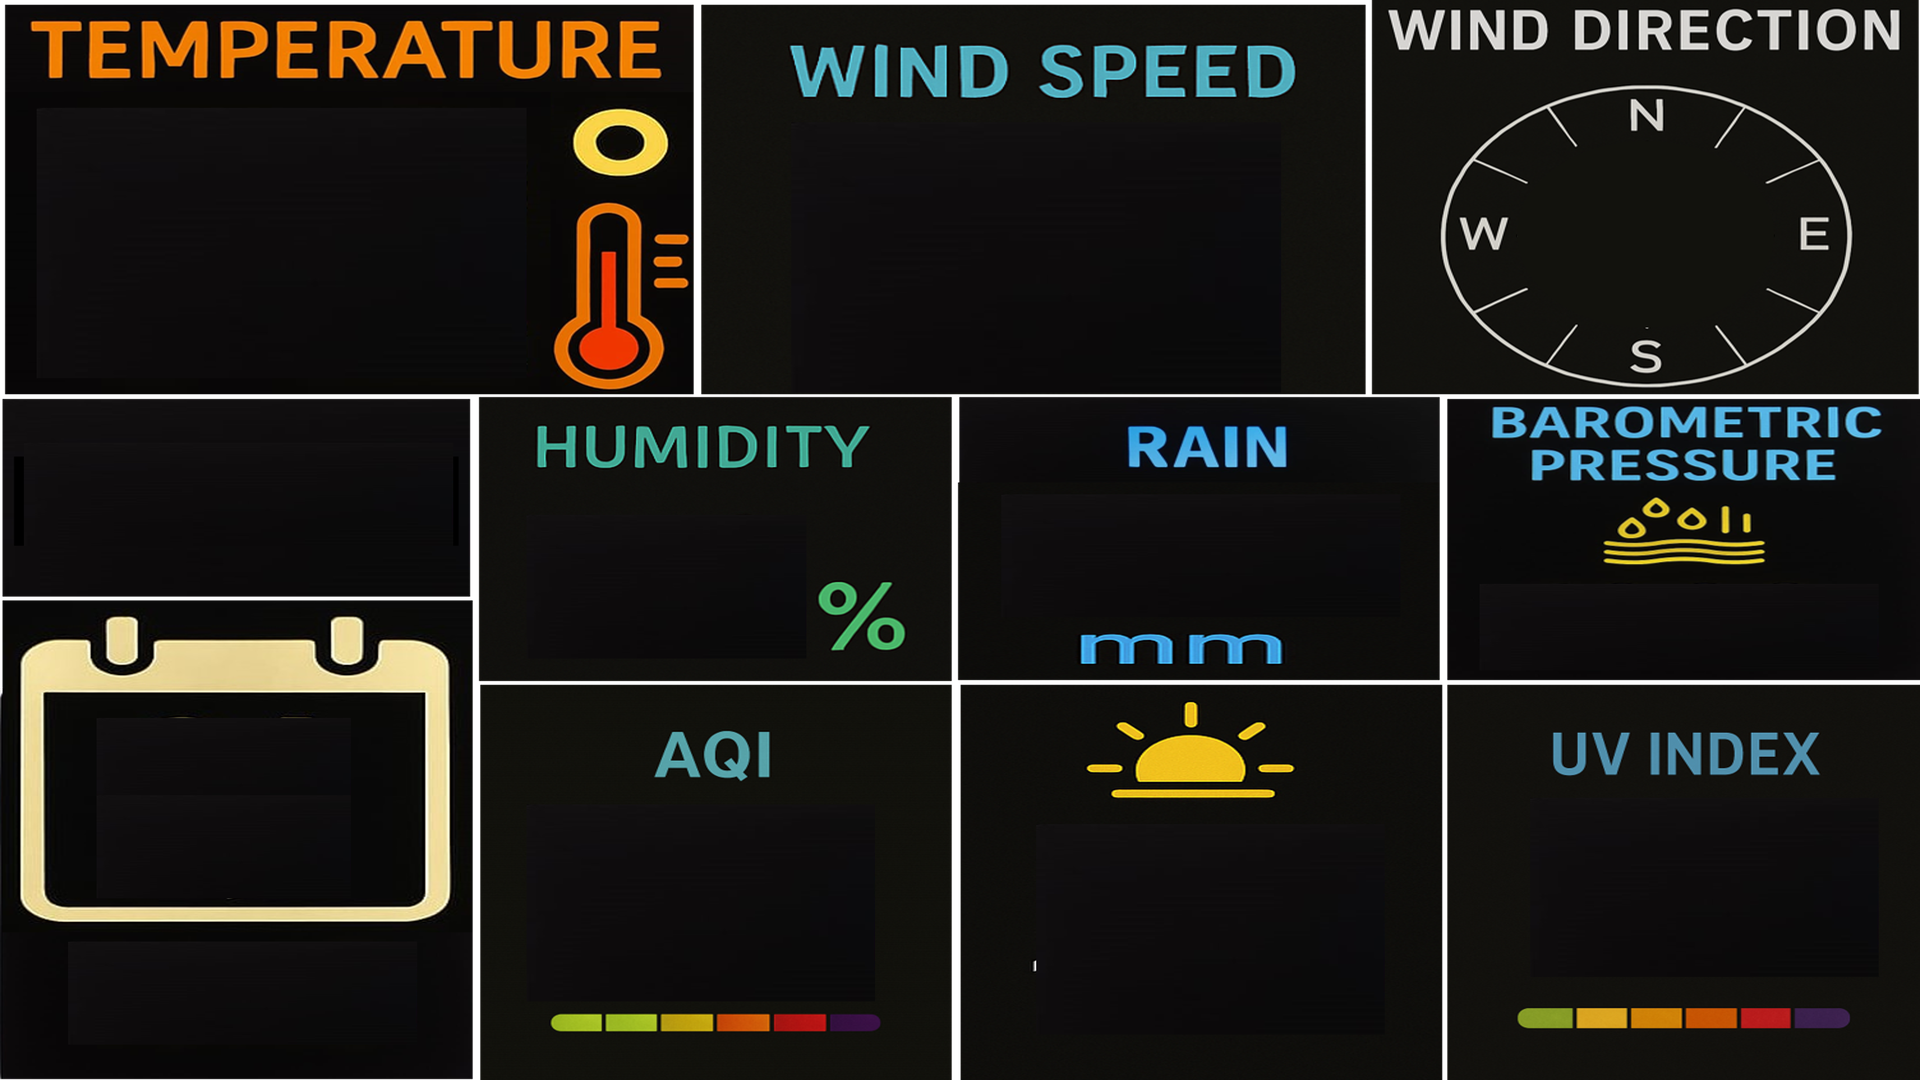 TEMPERATURE
WIND SPEED
WIND DIRECTION
N
W
E
S
HUMIDITY
%
RAIN
mm
BAROMETRIC
PRESSURE
AQI
UV INDEX